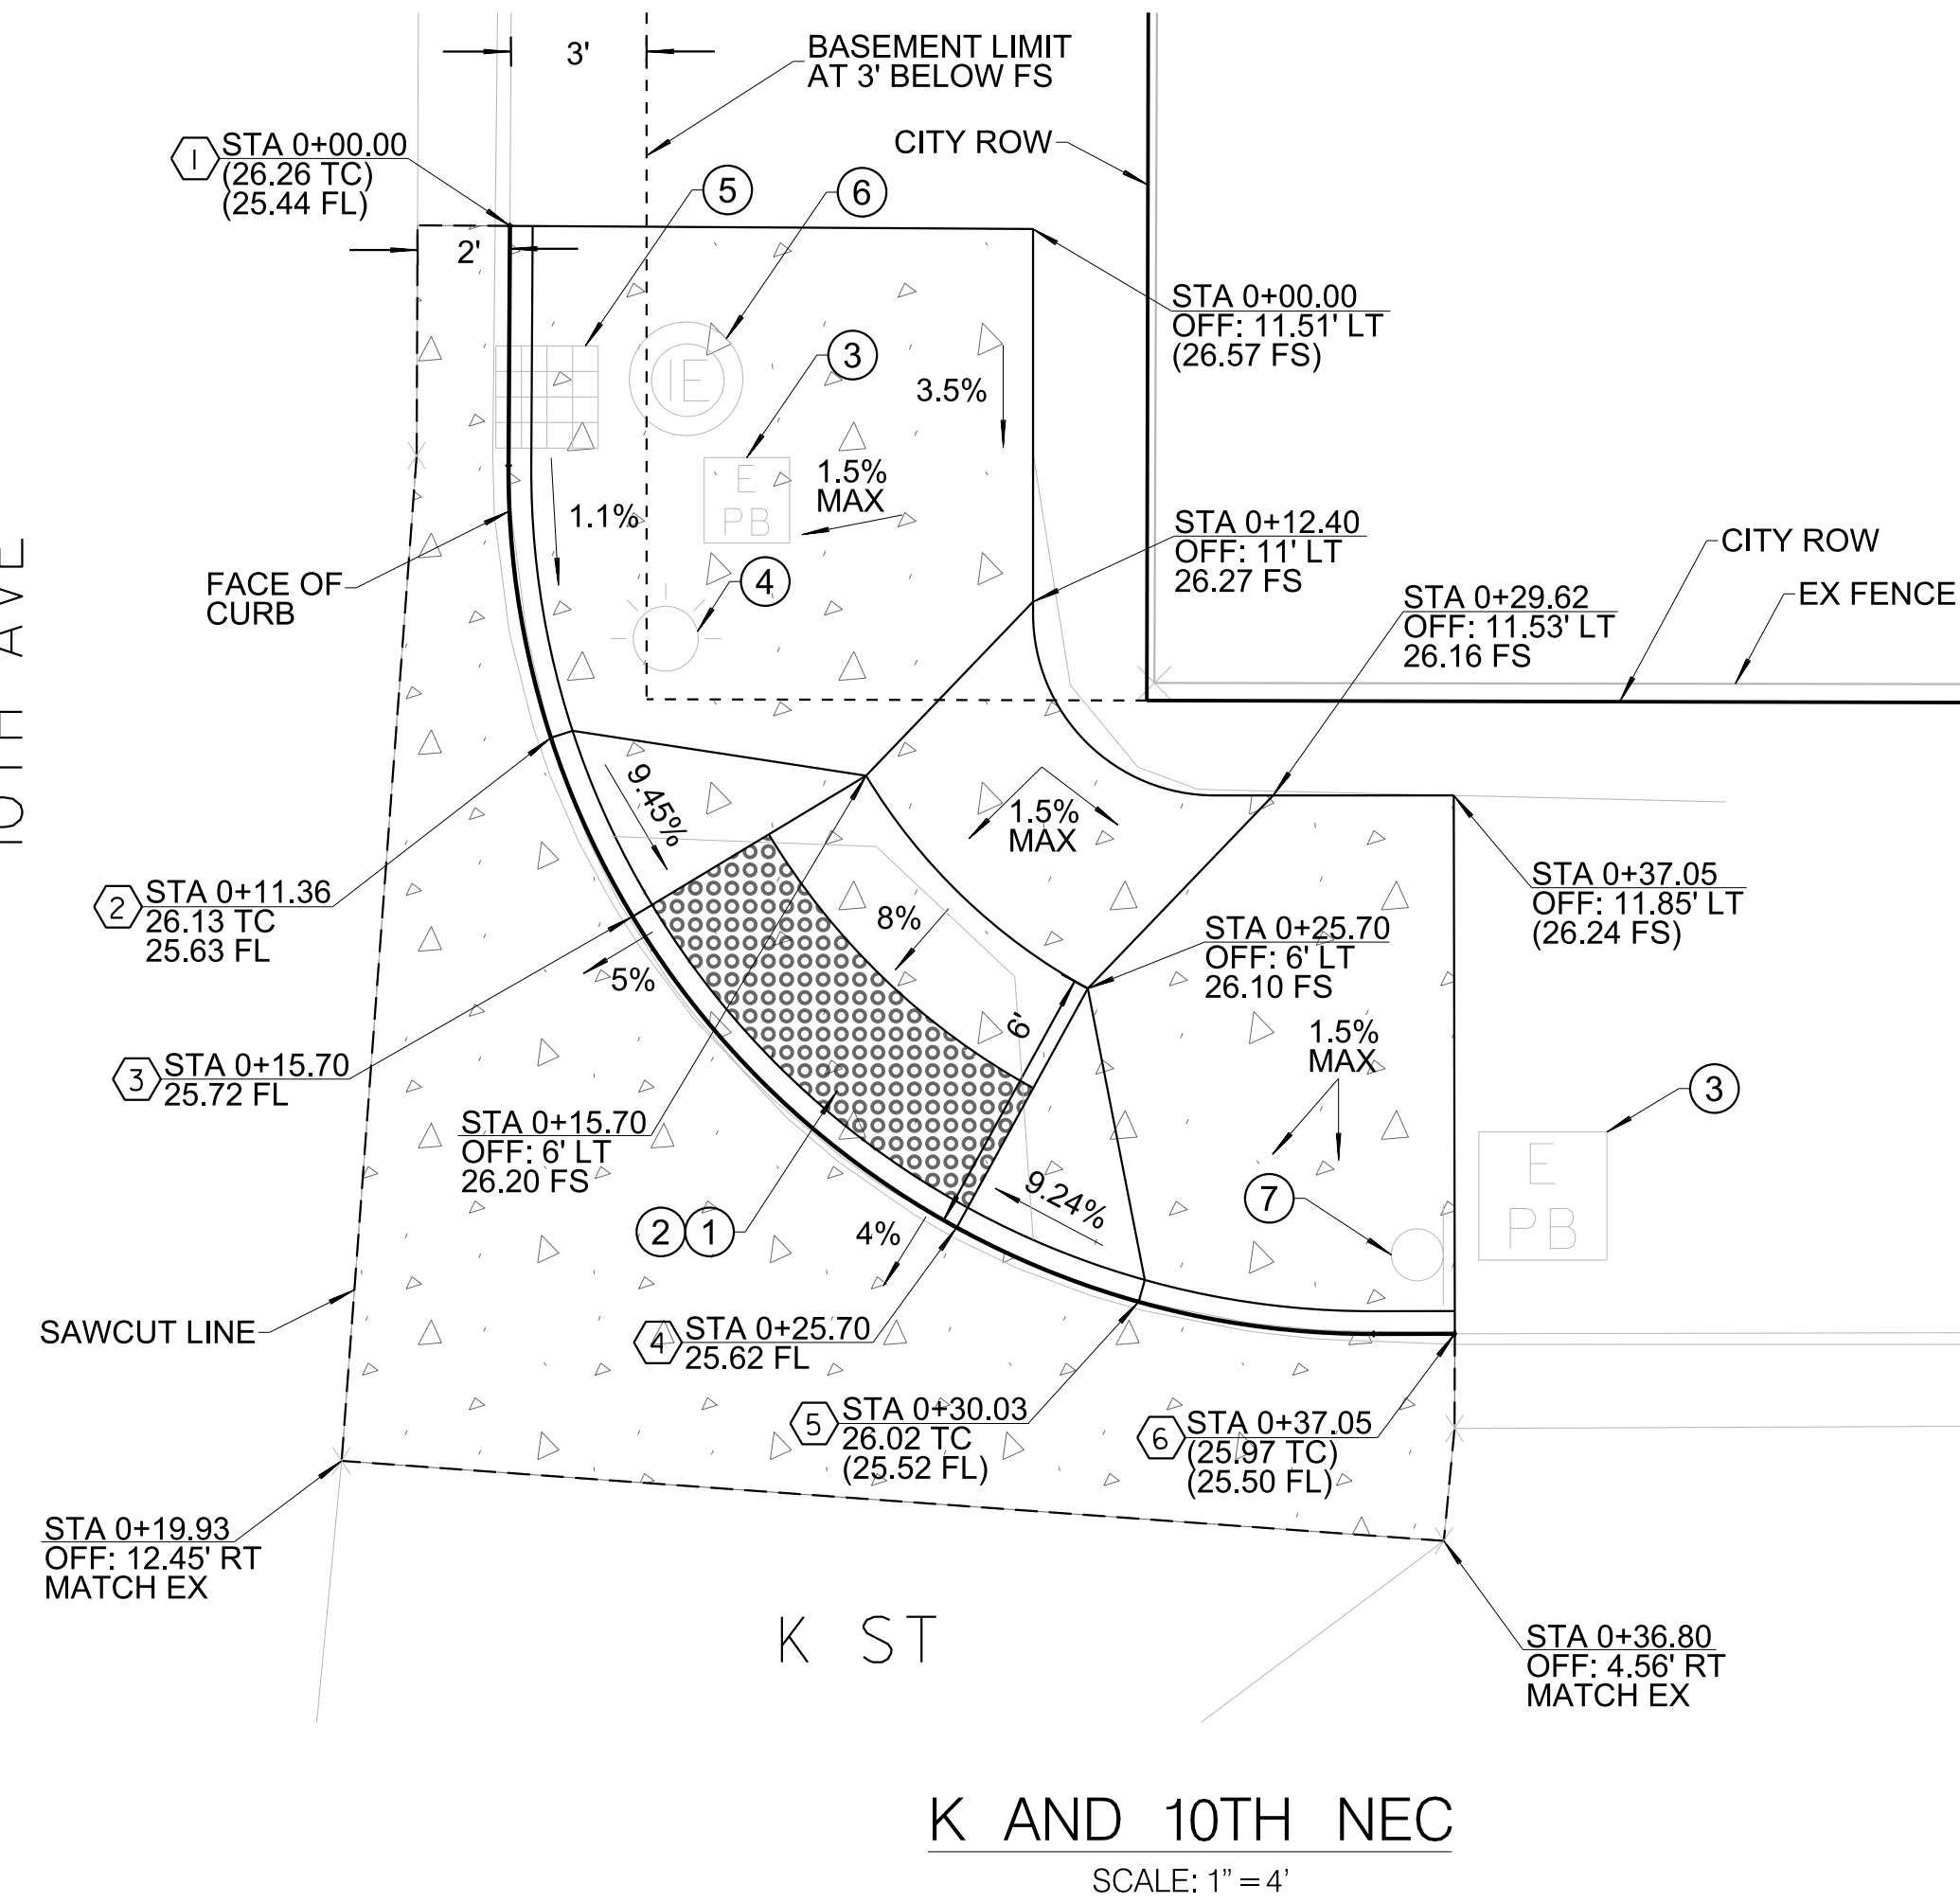 3'
BASEMENT LIMIT
AT 3' BELOW FS
CITY ROW
1
STA 0+00.00
(26.26 TC)
(25.44 FL)
5
6
2'
STA 0+00.00
OFF: 11.51' LT
(26.57 FS)
3
3.5%
IE
E
PB
1.5%
MAX
1.1%
STA 0+12.40
OFF: 11' LT
26.27 FS
CITY ROW
EX FENCE
FACE OF
CURB
4
STA 0+29.62
OFF: 11.53' LT
26.16 FS
10TH AVE
9.45%
1.5%
MAX
2
STA 0+11.36
26.13 TC
25.63 FL
8%
STA 0+37.05
OFF: 11.85' LT
(26.24 FS)
STA 0+25.70
OFF: 6' LT
26.10 FS
5%
6'
1.5%
MAX
3
STA 0+15.70
25.72 FL
3
STA 0+15.70
OFF: 6' LT
26.20 FS
E
PB
9.24%
7
2
1
4%
SAWCUT LINE
4
STA 0+25.70
25.62 FL
5
STA 0+30.03
26.02 TC
(25.52 FL)
6
STA 0+37.05
(25.97 TC)
(25.50 FL)
STA 0+19.93
OFF: 12.45' RT
MATCH EX
K ST
STA 0+36.80
OFF: 4.56' RT
MATCH EX
K AND 10TH NEC
SCALE: 1" = 4'